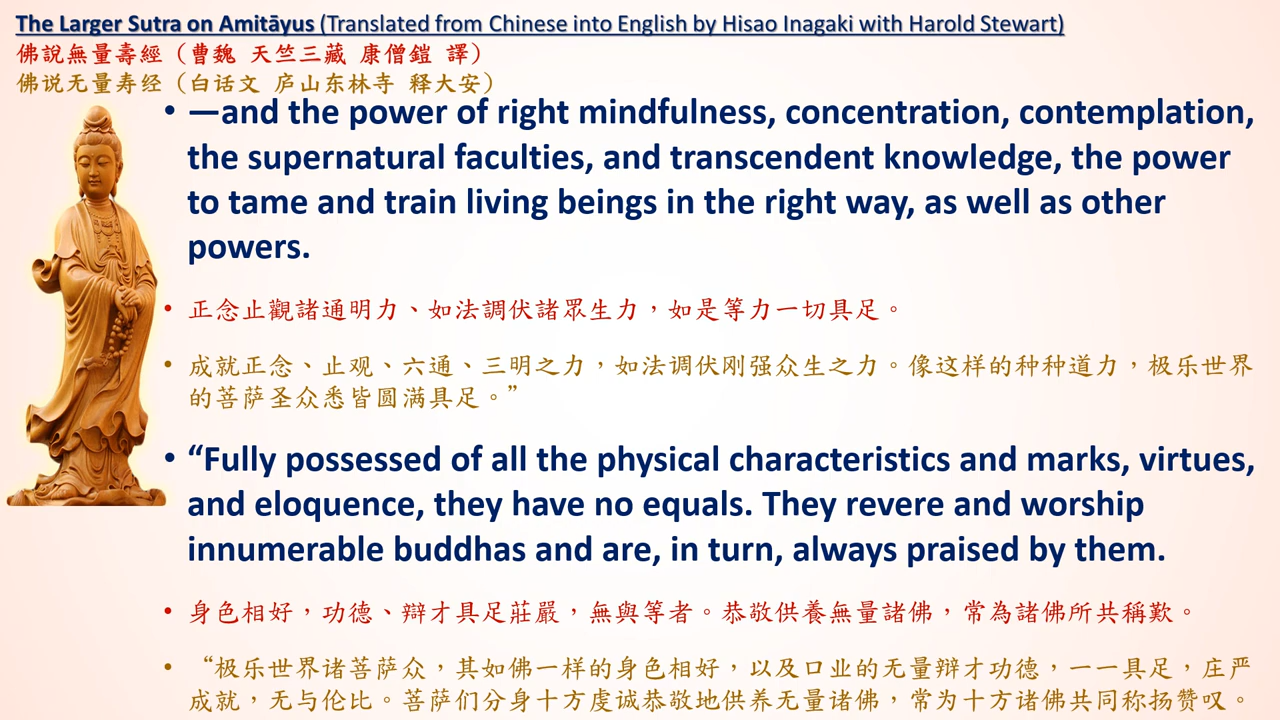 The Larger Sutra on Amitāyus (Translated from Chinese into English by Hisao Inagaki with Harold Stewart)
佛說無量壽經（曹魏 天竺三藏 康僧鎧 譯）
佛说无量寿经（白话文 庐山东林寺 释大安）
• —and the power of right mindfulness, concentration, contemplation,
the supernatural faculties, and transcendent knowledge, the power
to tame and train living beings in the right way, as well as other
powers.
• 正念止觀諸通明力、如法調伏諸眾生力，如是等力一切具足。
• 成就正念、止观、六通、三明之力，如法调伏刚强众生之力。像这样的种种道力，极乐世界
的菩萨圣众悉皆圆满具足。”
• “Fully possessed of all the physical characteristics and marks, virtues,
and eloquence, they have no equals. They revere and worship
innumerable buddhas and are, in turn, always praised by them.
• 身色相好，功德、辯才具足莊嚴，無與等者。恭敬供養無量諸佛，常為諸佛所共稱歎。
• “极乐世界诸菩萨众，其如佛一样的身色相好，以及口业的无量辩才功德，一一具足，庄严
成就，无与伦比。菩萨们分身十方虔诚恭敬地供养无量诸佛，常为十方诸佛共同称扬赞叹。